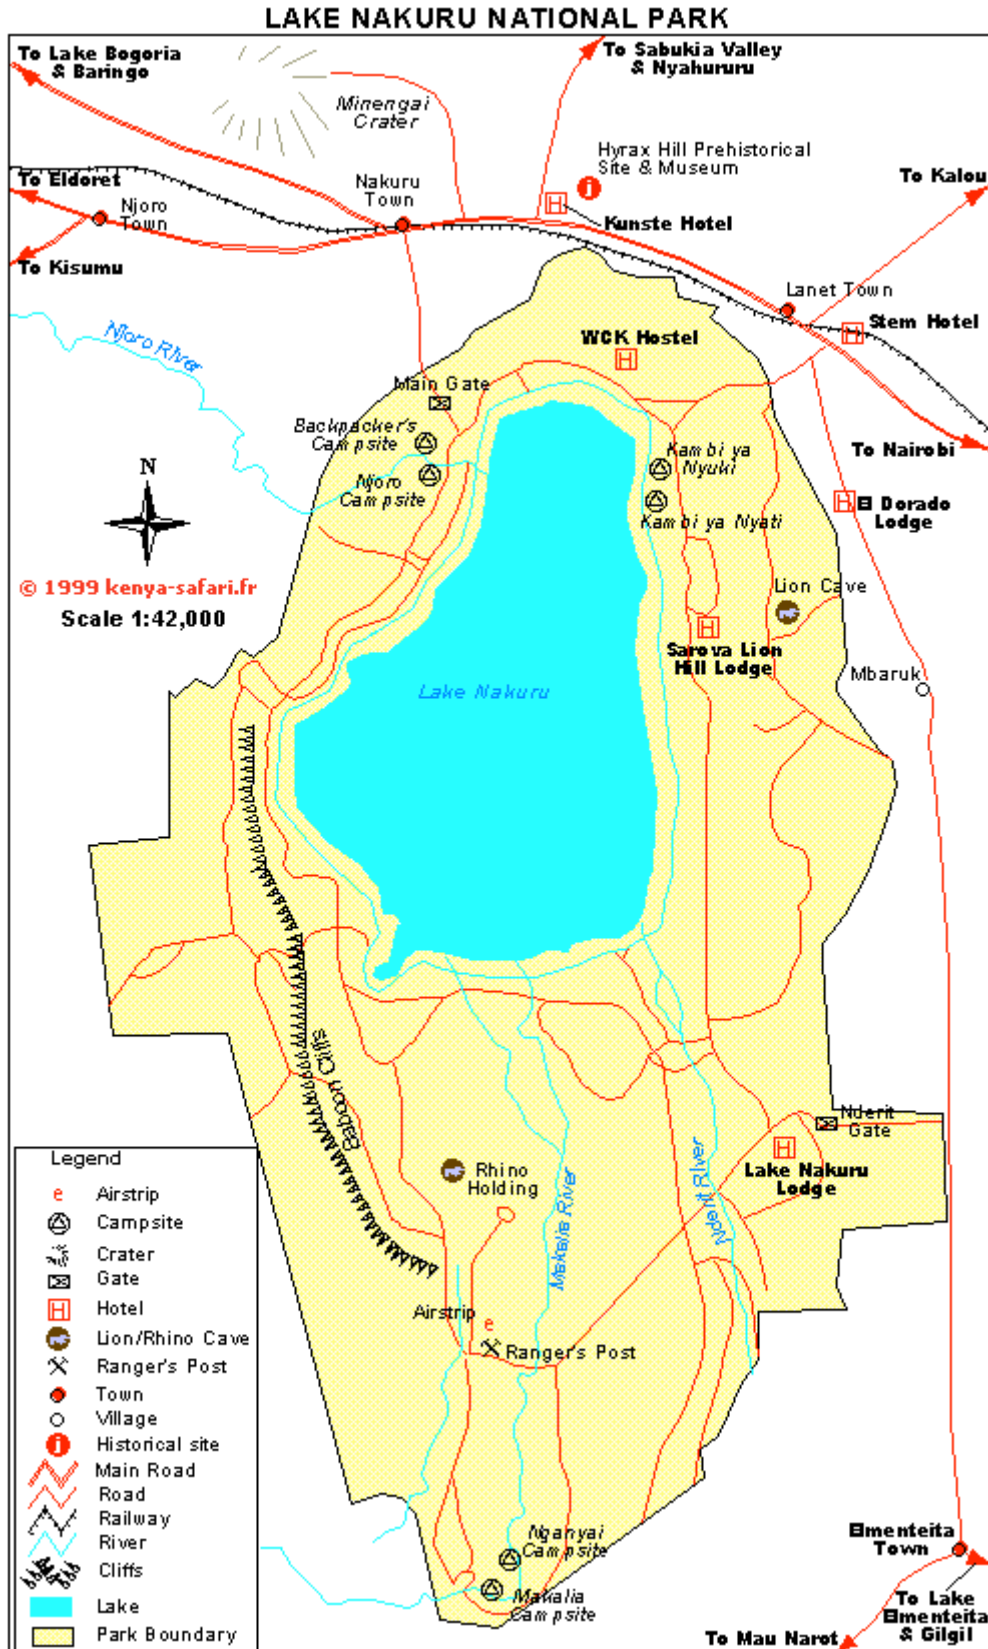 LAKE NAKURU NATIONAL PARK
To Lake Bogoria
& Baringo
To Sabukia Valley
& Nyahururu
Minengai
Crater
Hyrax Hill Prehistorical
Site & Museum
To Kalou
To Eldoret
Nakuru
Town
Njoro
Town
Kunste Hotel
To Kisumu
Lanet Town
Stem Hotel
Njoro River
WCK Hostel
Main Gate
Backpacker's
Campsite
Kambi ya
Nyuki
To Nairobi
N
Njoro
Campsite
Kambi ya Nyati
El Dorado
Lodge
© 1999 kenya-safari.fr
Scale 1:42,000
Lion Cave
Sarova Lion
Hill Lodge
Mbaruk
Lake Nakuru
Baboon Cliffs
Nderit
Gate
Lake Nakuru
Lodge
Rhino
Holding
Makalia River
Nderit River
Airstrip
e
Ranger's Post
Legend
e Airstrip
Campsite
Crater
Gate
H Hotel
Lion/Rhino Cave
Ranger's Post
Town
Village
i Historical site
Main Road
Road
Railway
River
Cliffs
Lake
Park Boundary
Nganyai
Campsite
Makalia
Campsite
Elmenteita
Town
To Lake
Elmenteita
& Gilgil
To Mau Narot